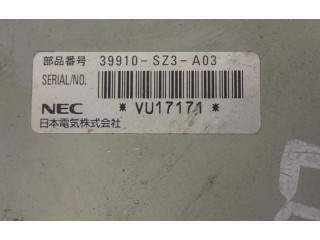 部品番号 39910-SZ3-A03
SERIAL/NO.
NEC * VU17171 *
日本電気株式会社